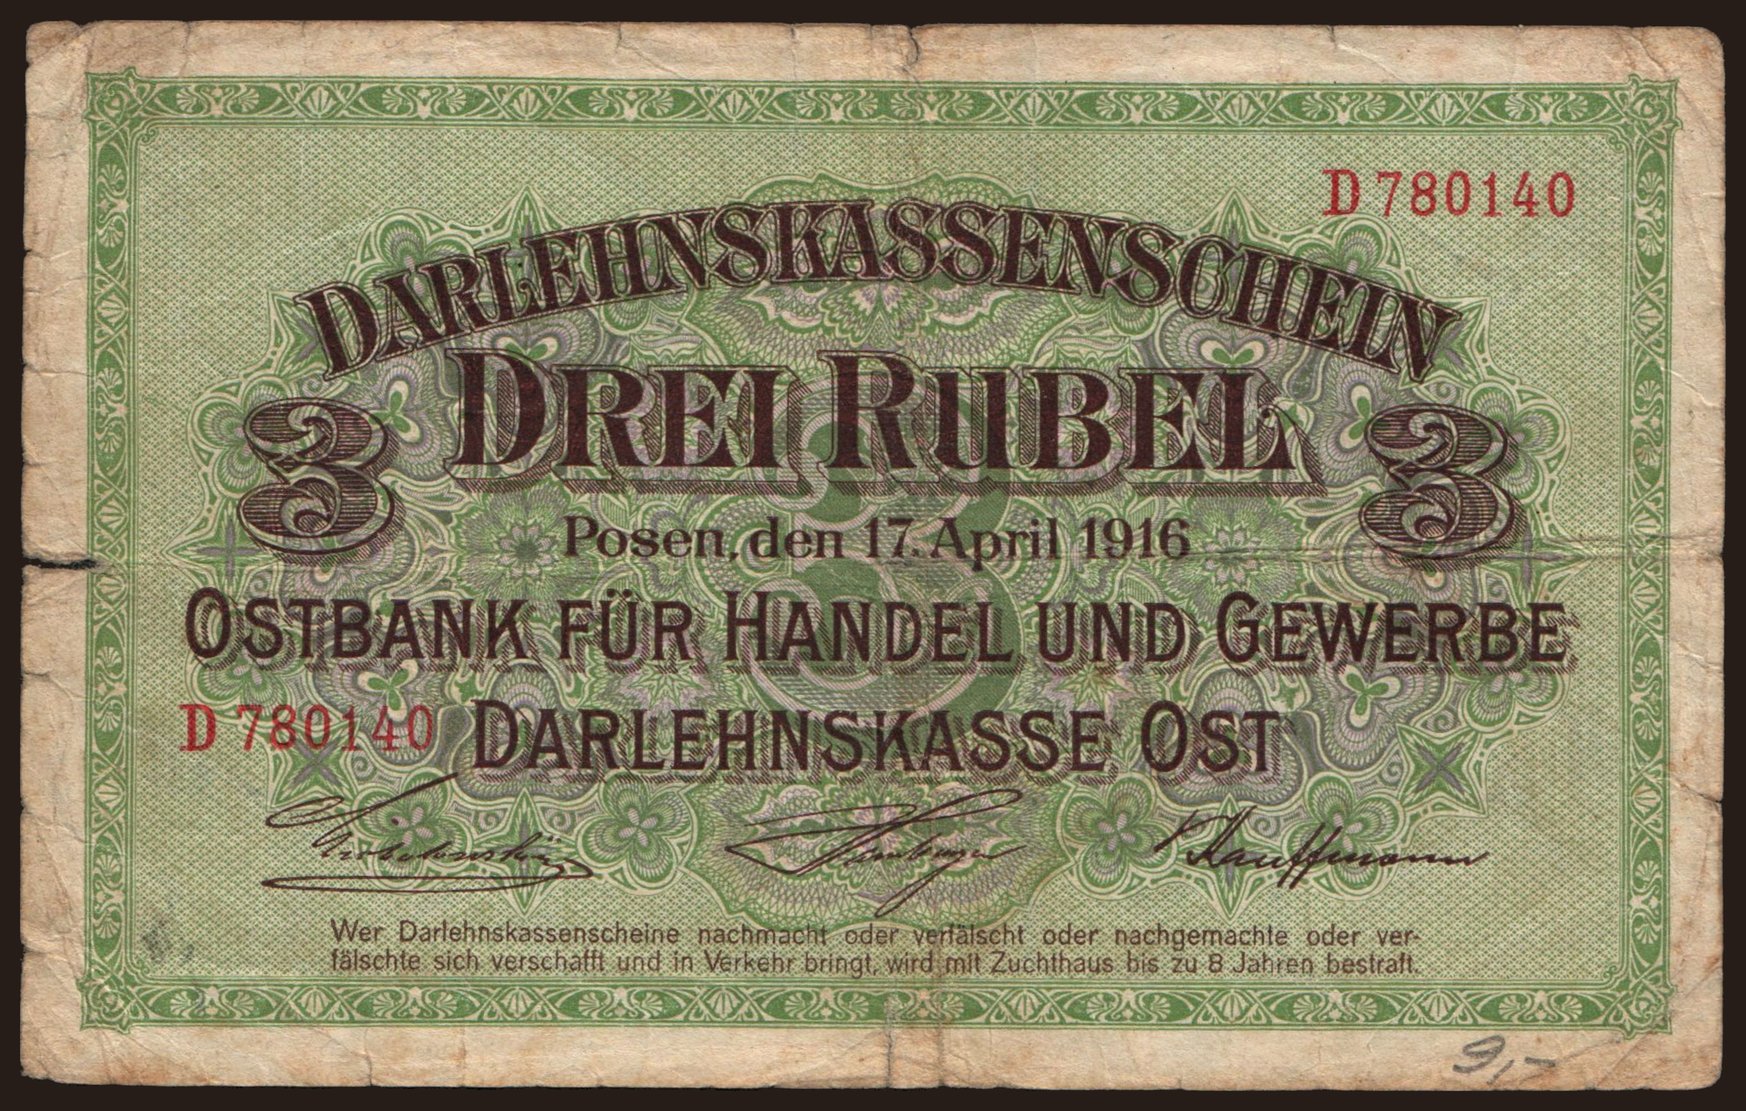 D 780140
DARLEHNSKASSENSCHEIN
3 DREI RUBEL 3
Posen, den 17. April 1916
OSTBANK FÜR HANDEL UND GEWERBE
D 780140 DARLEHNSKASSE OST
Kauffmann
Wer Darlehnskassenscheine nachmacht oder verfälscht oder nachgemachte oder ver-
fälschte sich verschafft und in Verkehr bringt, wird mit Zuchthaus bis zu 8 Jahren bestraft.
9,-